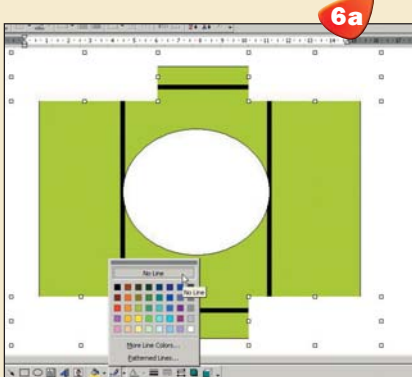 6a
No Line
No Line
More Line Colors...
Patterned Lines...